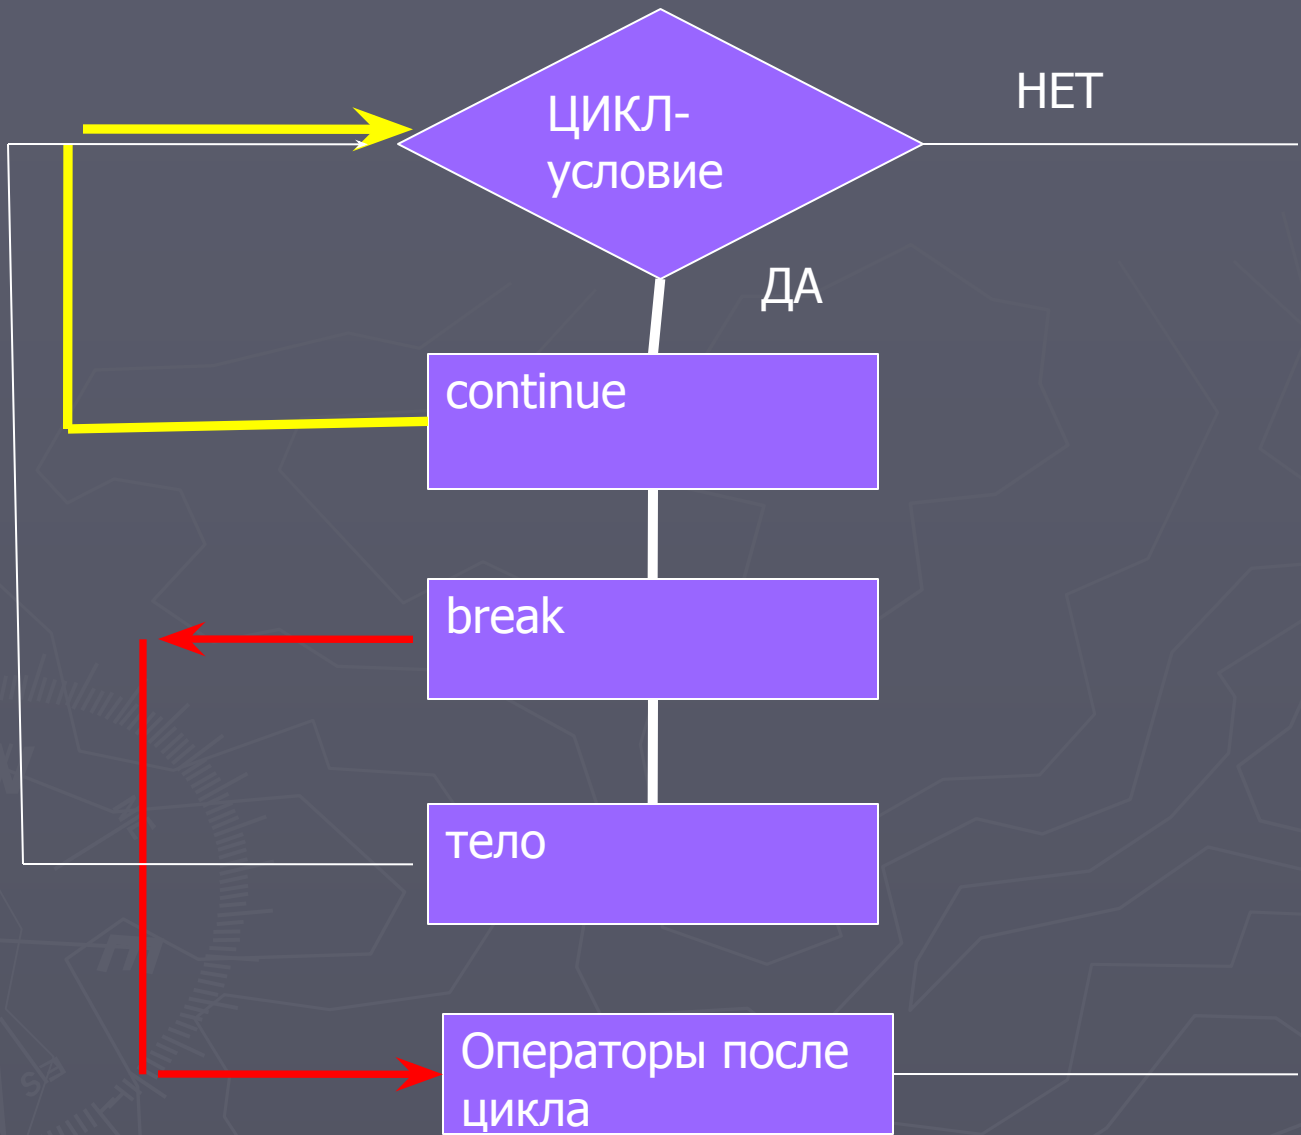 ЦИКЛ-
условие
НЕТ
ДА
continue
break
тело
Операторы после
цикла